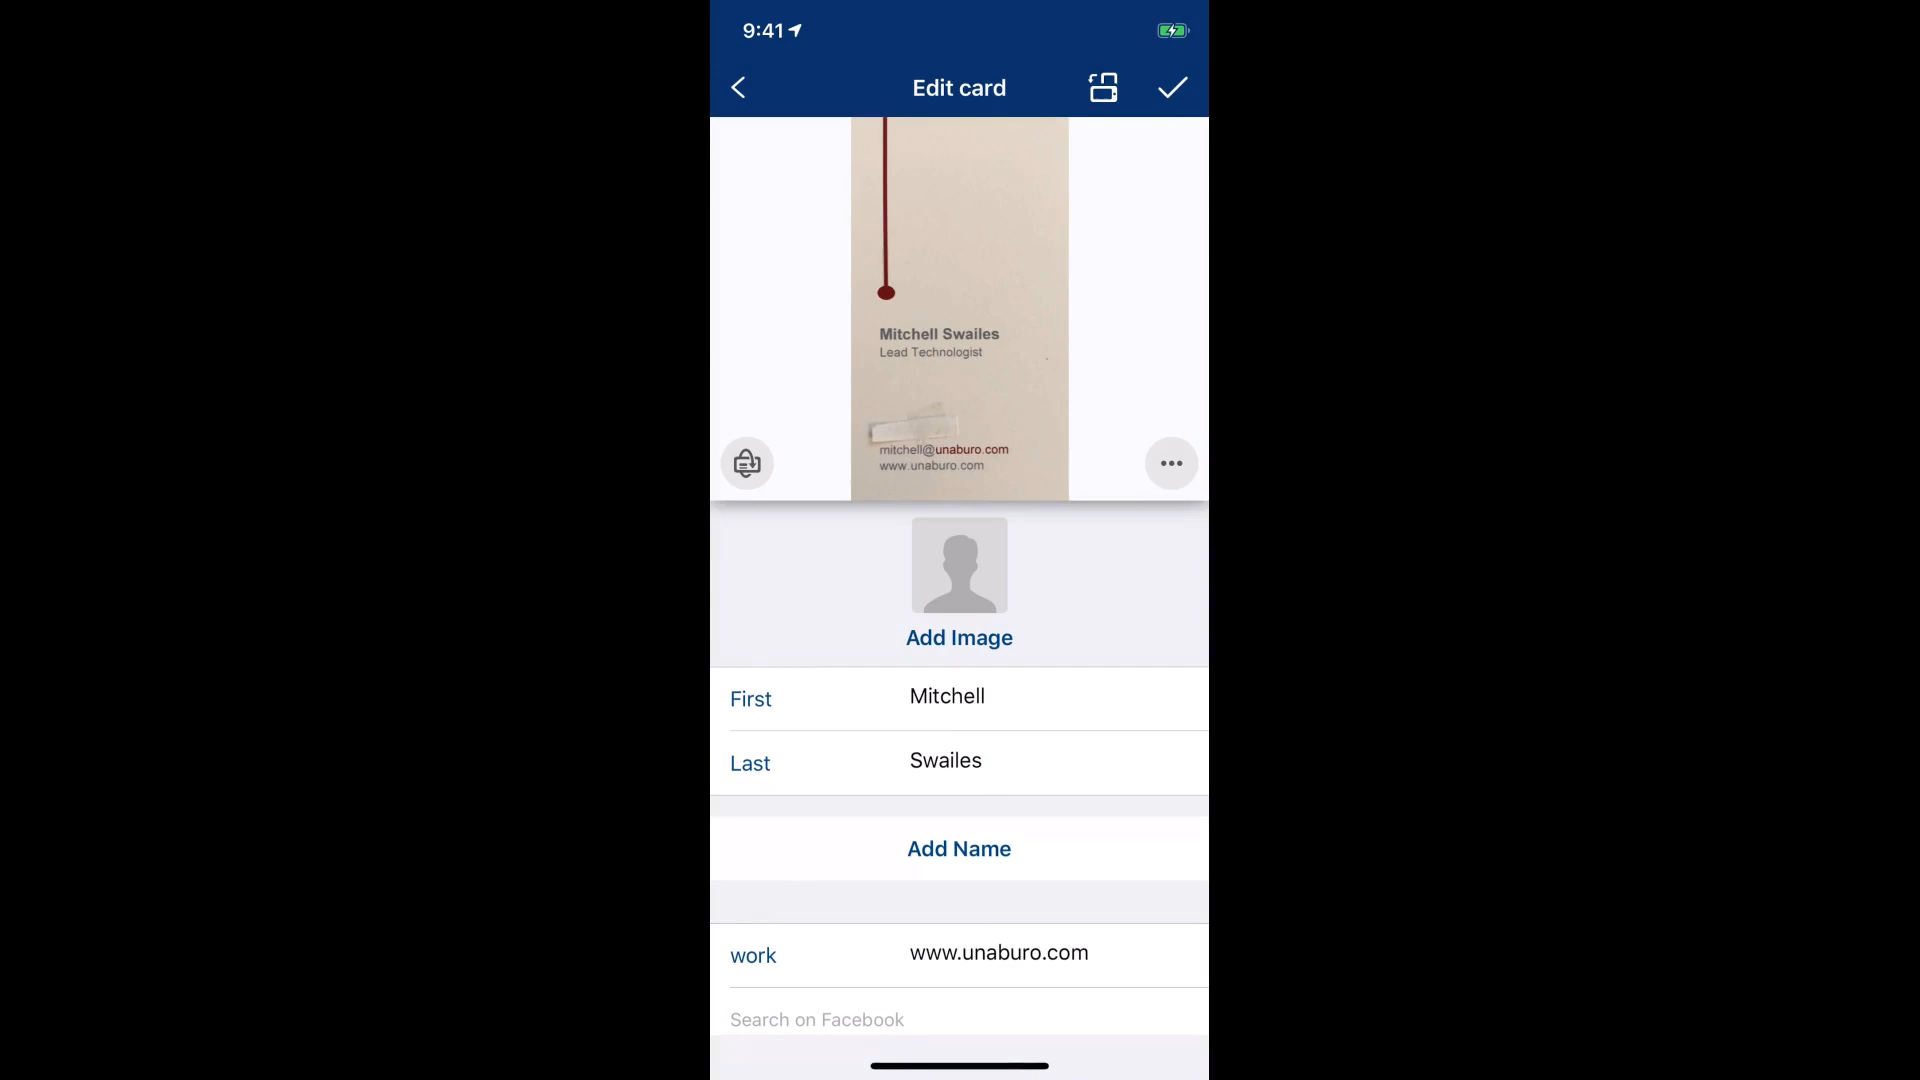 9:41
Edit card
Mitchell Swailes
Lead Technologist
mitchell@unaburo.com
www.unaburo.com
Add Image
First Mitchell
Last Swailes
Add Name
work www.unaburo.com
Search on Facebook